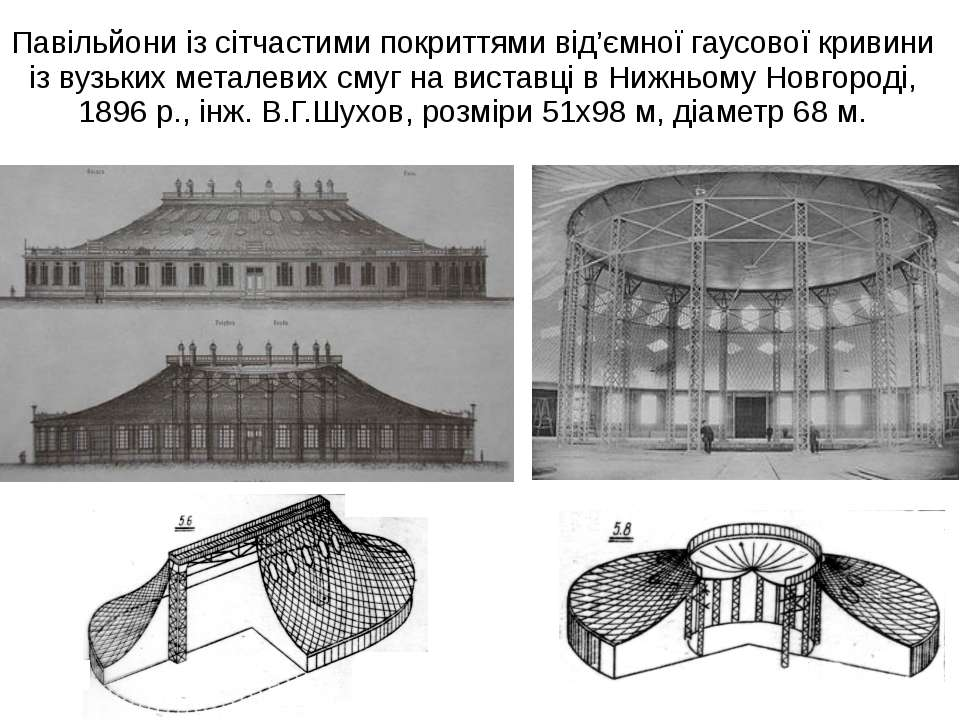 Павільйони із сітчастими покриттями від’ємної гаусової кривини
із вузьких металевих смуг на виставці в Нижньому Новгороді,
1896 р., інж. В.Г.Шухов, розміри 51х98 м, діаметр 68 м.
5.6
5.8